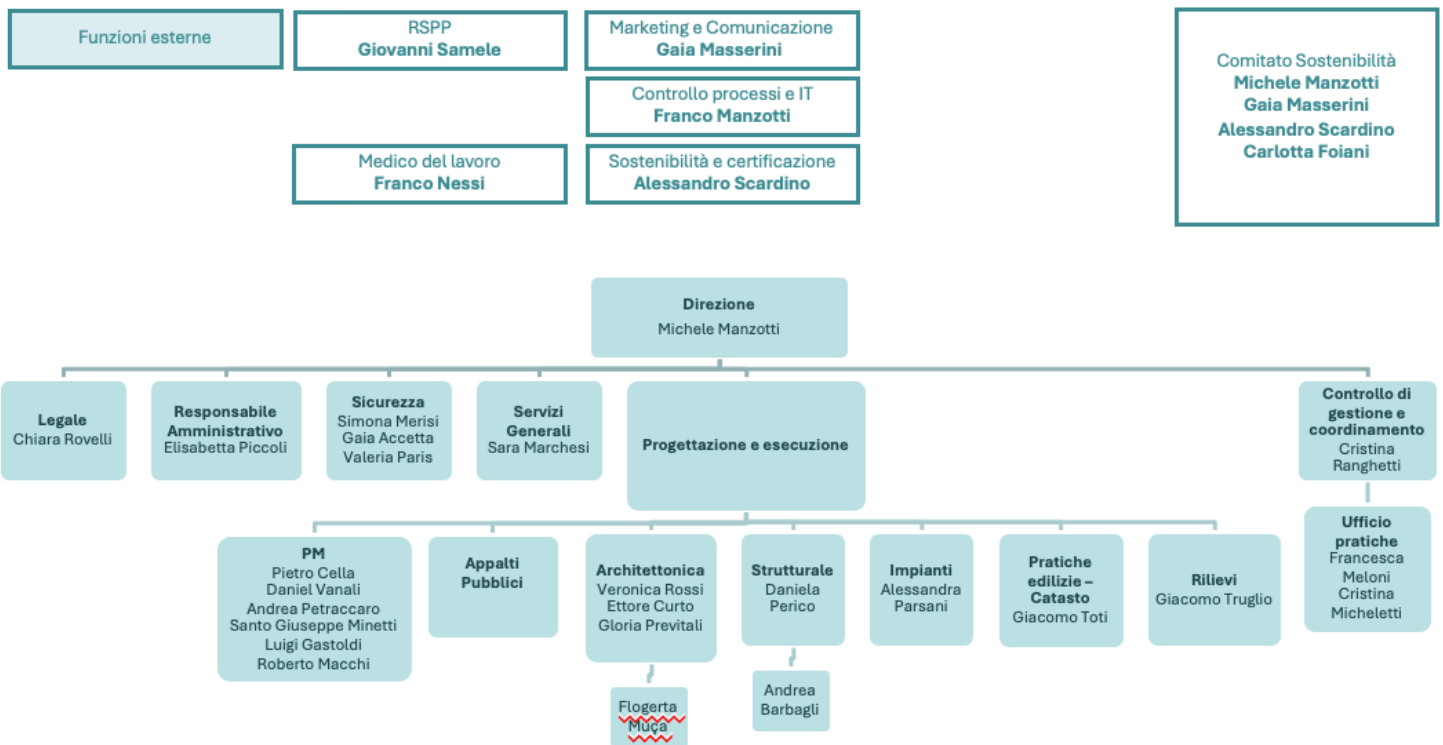 Funzioni esterne
RSPP
Giovanni Samele
Marketing e Comunicazione
Gaia Masserini
Controllo processi e IT
Franco Manzotti
Medico del lavoro
Franco Nessi
Sostenibilità e certificazione
Alessandro Scardino
Comitato Sostenibilità
Michele Manzotti
Gaia Masserini
Alessandro Scardino
Carlotta Foiani
Direzione
Michele Manzotti
Legale
Chiara Rovelli
Responsabile
Amministrativo
Elisabetta Piccoli
Sicurezza
Simona Merisi
Gaia Accetta
Valeria Paris
Servizi
Generali
Sara Marchesi
Progettazione e esecuzione
Controllo di
gestione e
coordinamento
Cristina
Ranghetti
PM
Pietro Cella
Daniel Vanali
Andrea Petraccaro
Santo Giuseppe Minetti
Luigi Gastoldi
Roberto Macchi
Appalti
Pubblici
Architettonica
Veronica Rossi
Ettore Curto
Gloria Previtali
Strutturale
Daniela
Perico
Impianti
Alessandra
Parsani
Pratiche
edilizie –
Catasto
Giacomo Toti
Rilievi
Giacomo Truglio
Ufficio
pratiche
Francesca
Meloni
Cristina
Micheletti
Flogerta
Muça
Andrea
Barbagli